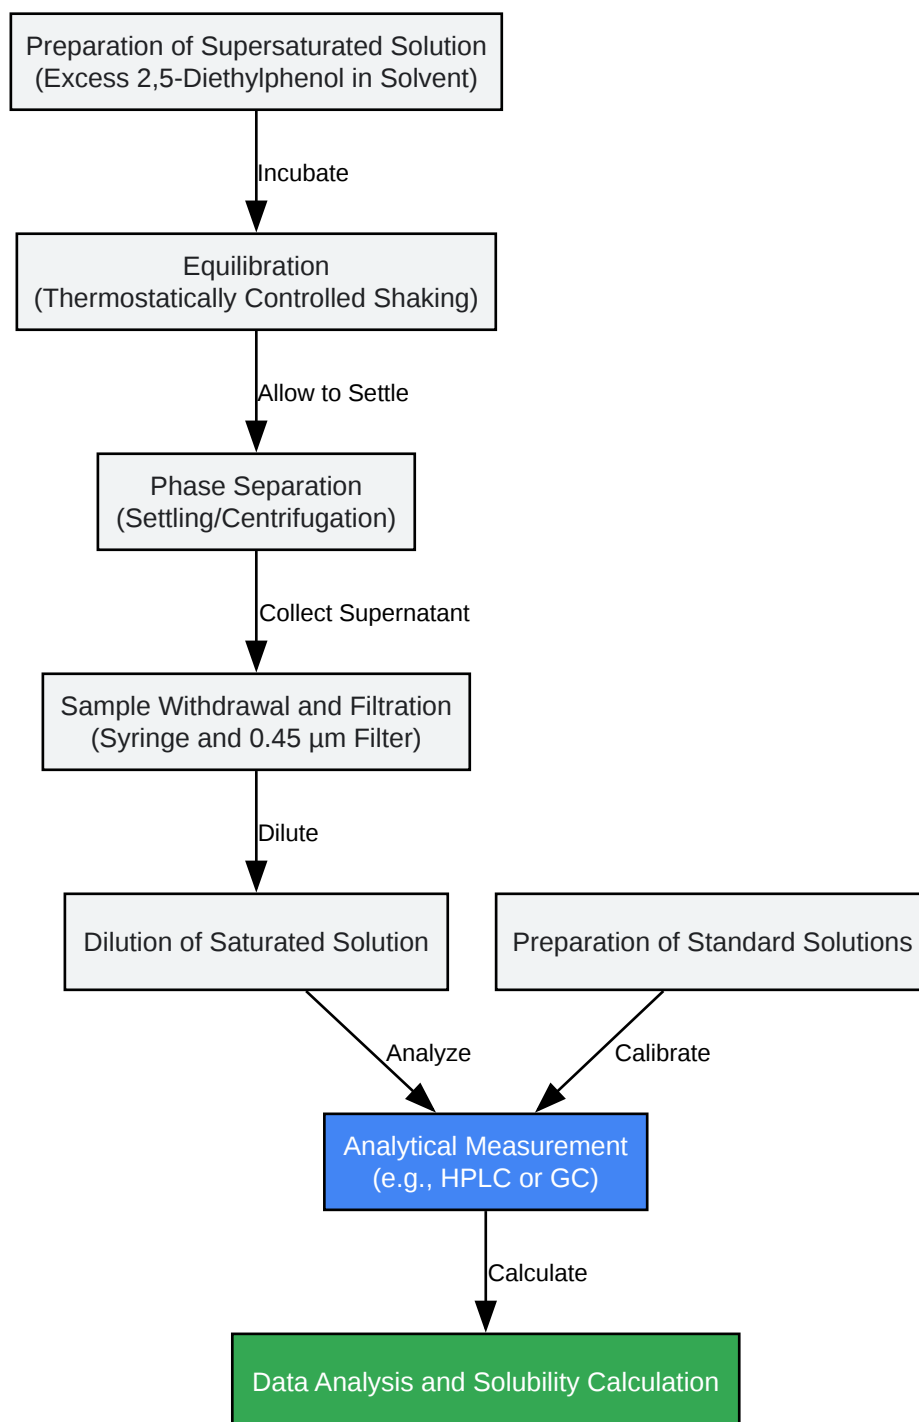 Preparation of Supersaturated Solution
(Excess 2,5-Diethylphenol in Solvent)
Incubate
Equilibration
(Thermostatically Controlled Shaking)
Allow to Settle
Phase Separation
(Settling/Centrifugation)
Collect Supernatant
Sample Withdrawal and Filtration
(Syringe and 0.45 µm Filter)
Dilute
Dilution of Saturated Solution
Preparation of Standard Solutions
Analyze
Calibrate
Analytical Measurement
(e.g., HPLC or GC)
Calculate
Data Analysis and Solubility Calculation